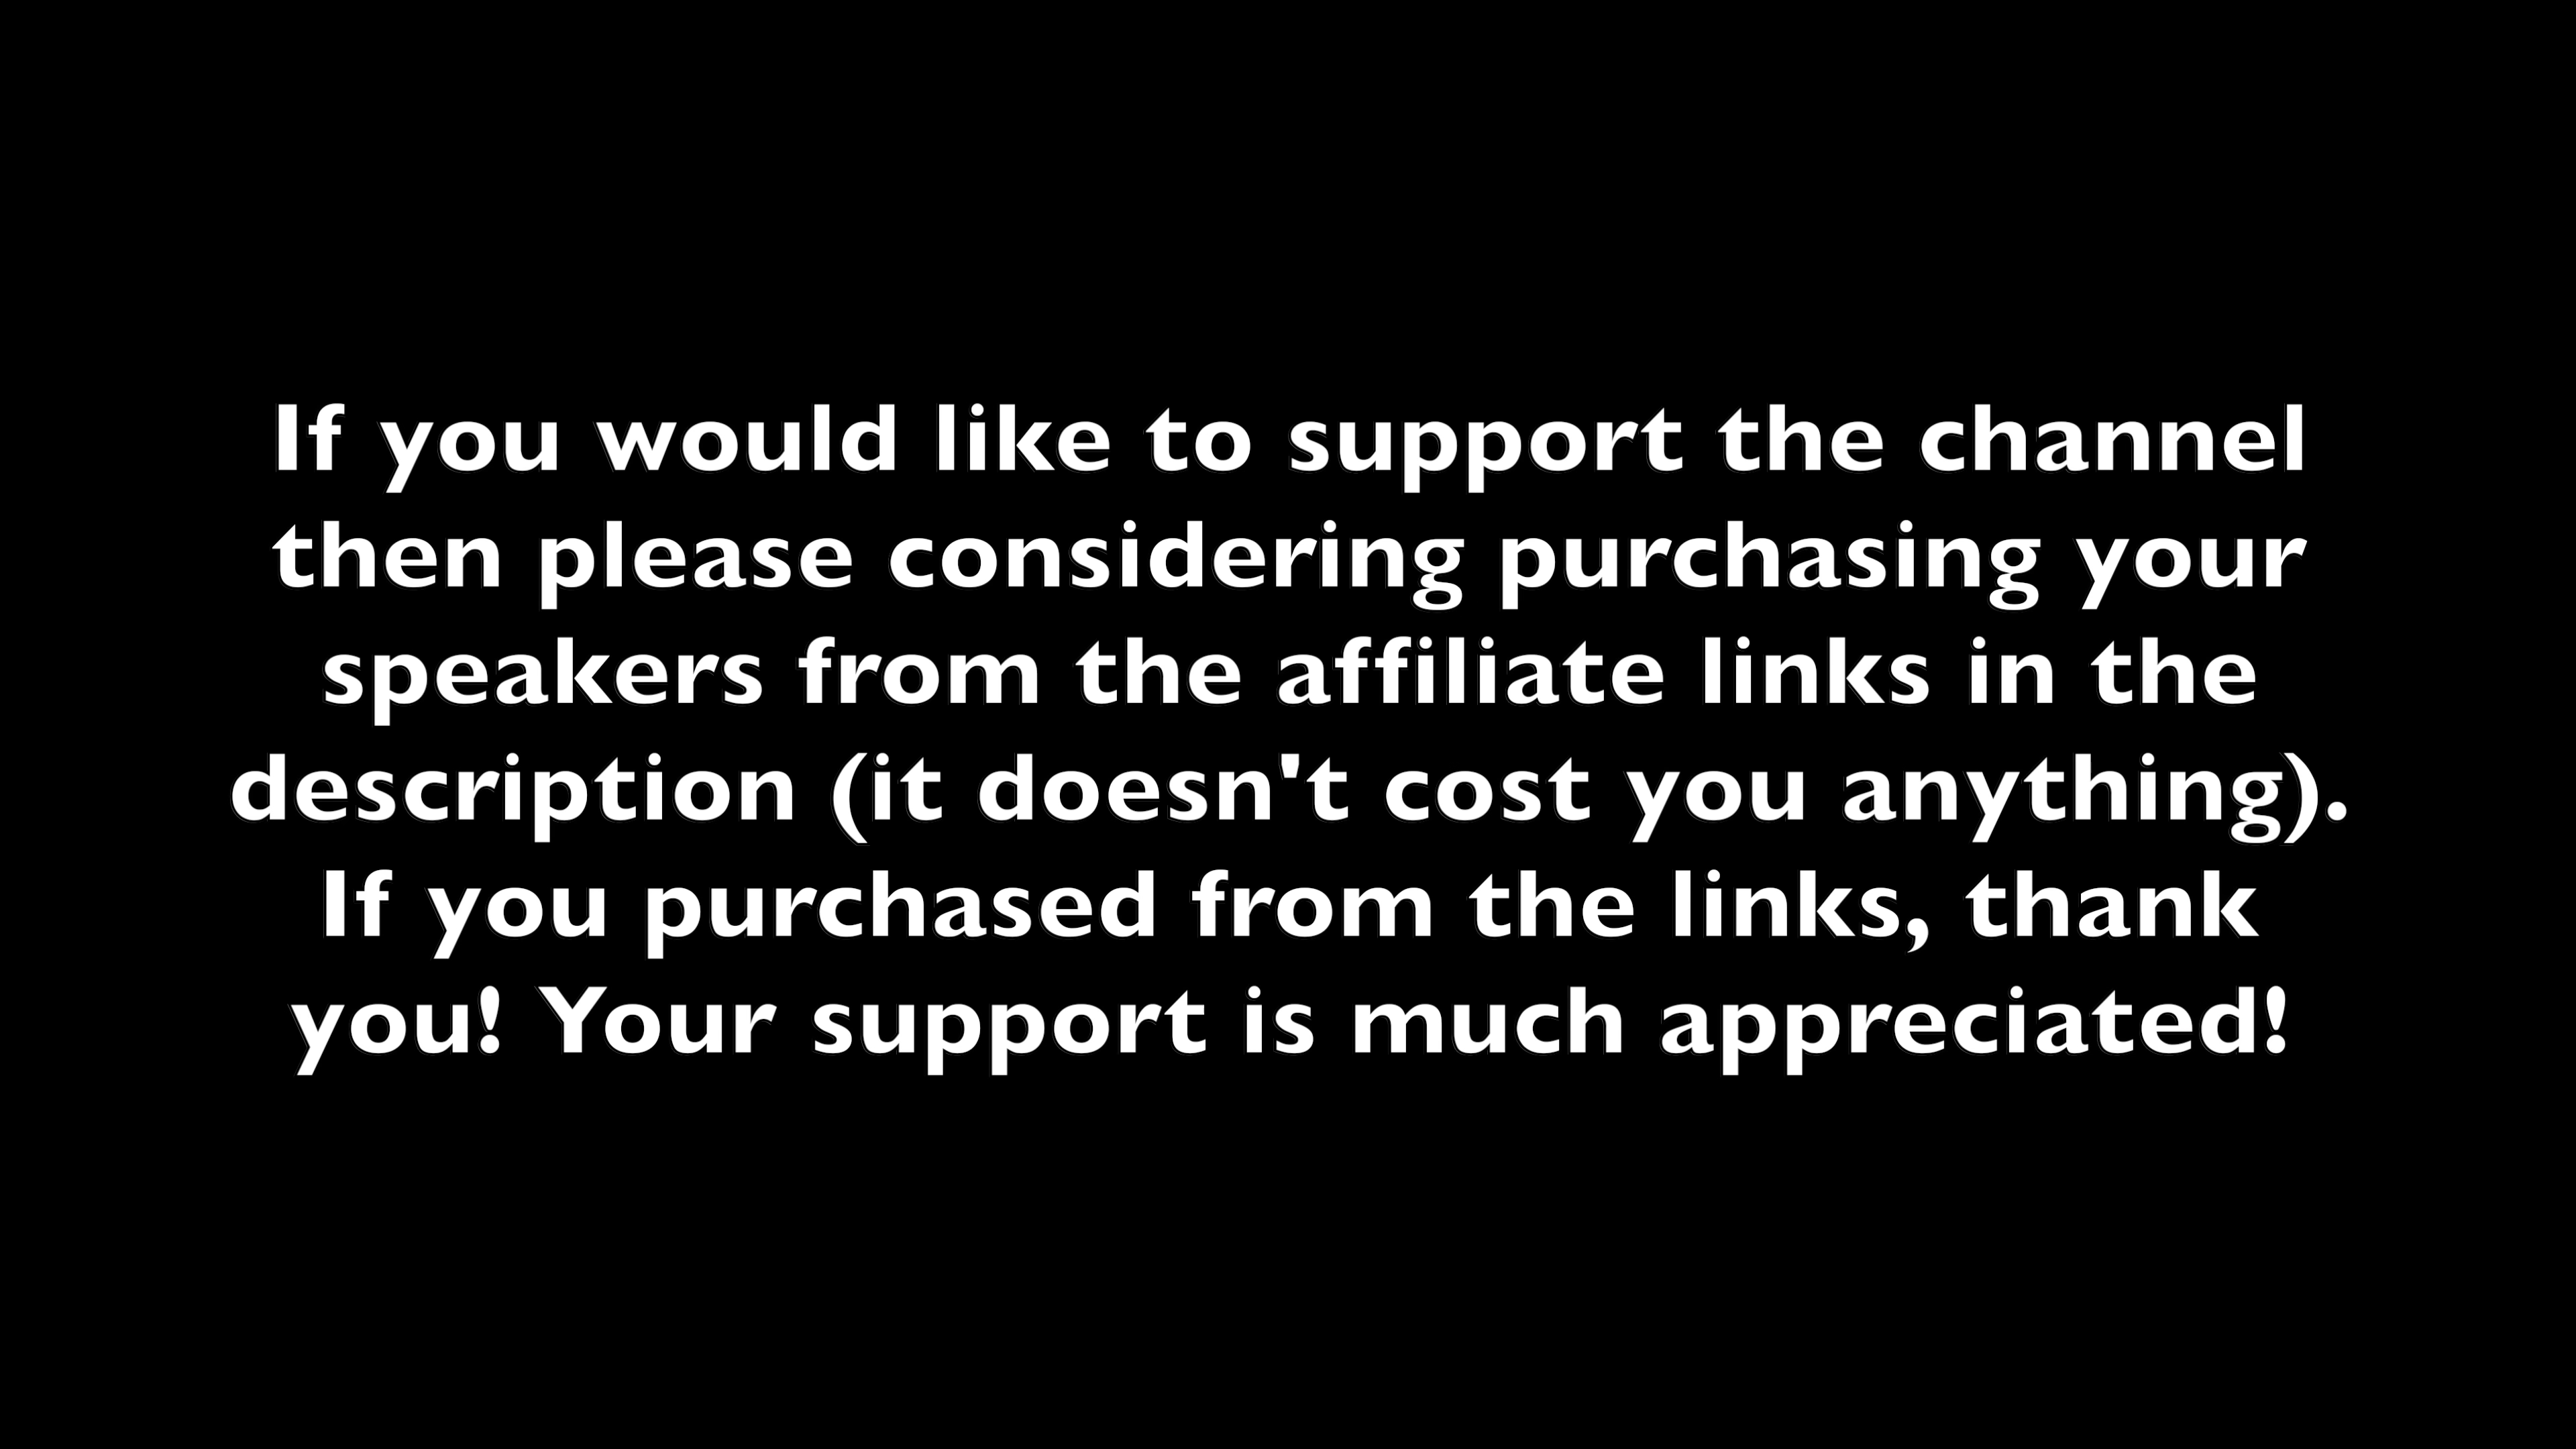 If you would like to support the channel
then please considering purchasing your
speakers from the affiliate links in the
description (it doesn't cost you anything).
If you purchased from the links, thank
you! Your support is much appreciated!